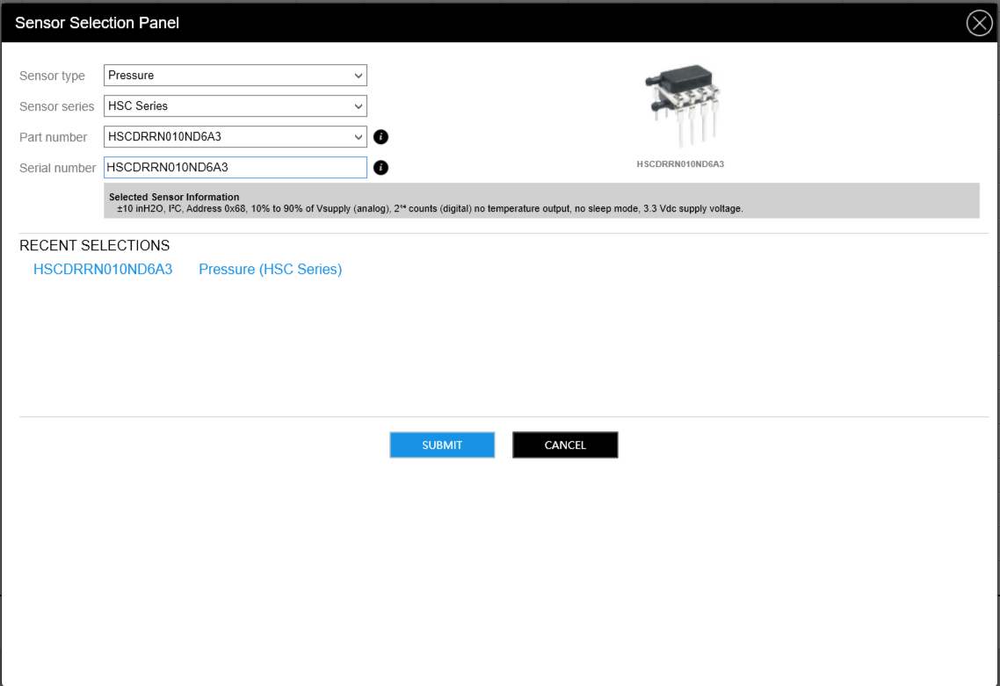 Sensor Selection Panel
Sensor type Pressure
Sensor series HSC Series
Part number HSCDRRN010ND6A3 i
Serial number HSCDRRN010ND6A3 i
HSCDRRN010ND6A3
Selected Sensor Information
±10 inH2O, I²C, Address 0x68, 10% to 90% of Vsupply (analog), 2¹⁴ counts (digital) no temperature output, no sleep mode, 3.3 Vdc supply voltage.
RECENT SELECTIONS
HSCDRRN010ND6A3 Pressure (HSC Series)
SUBMIT CANCEL